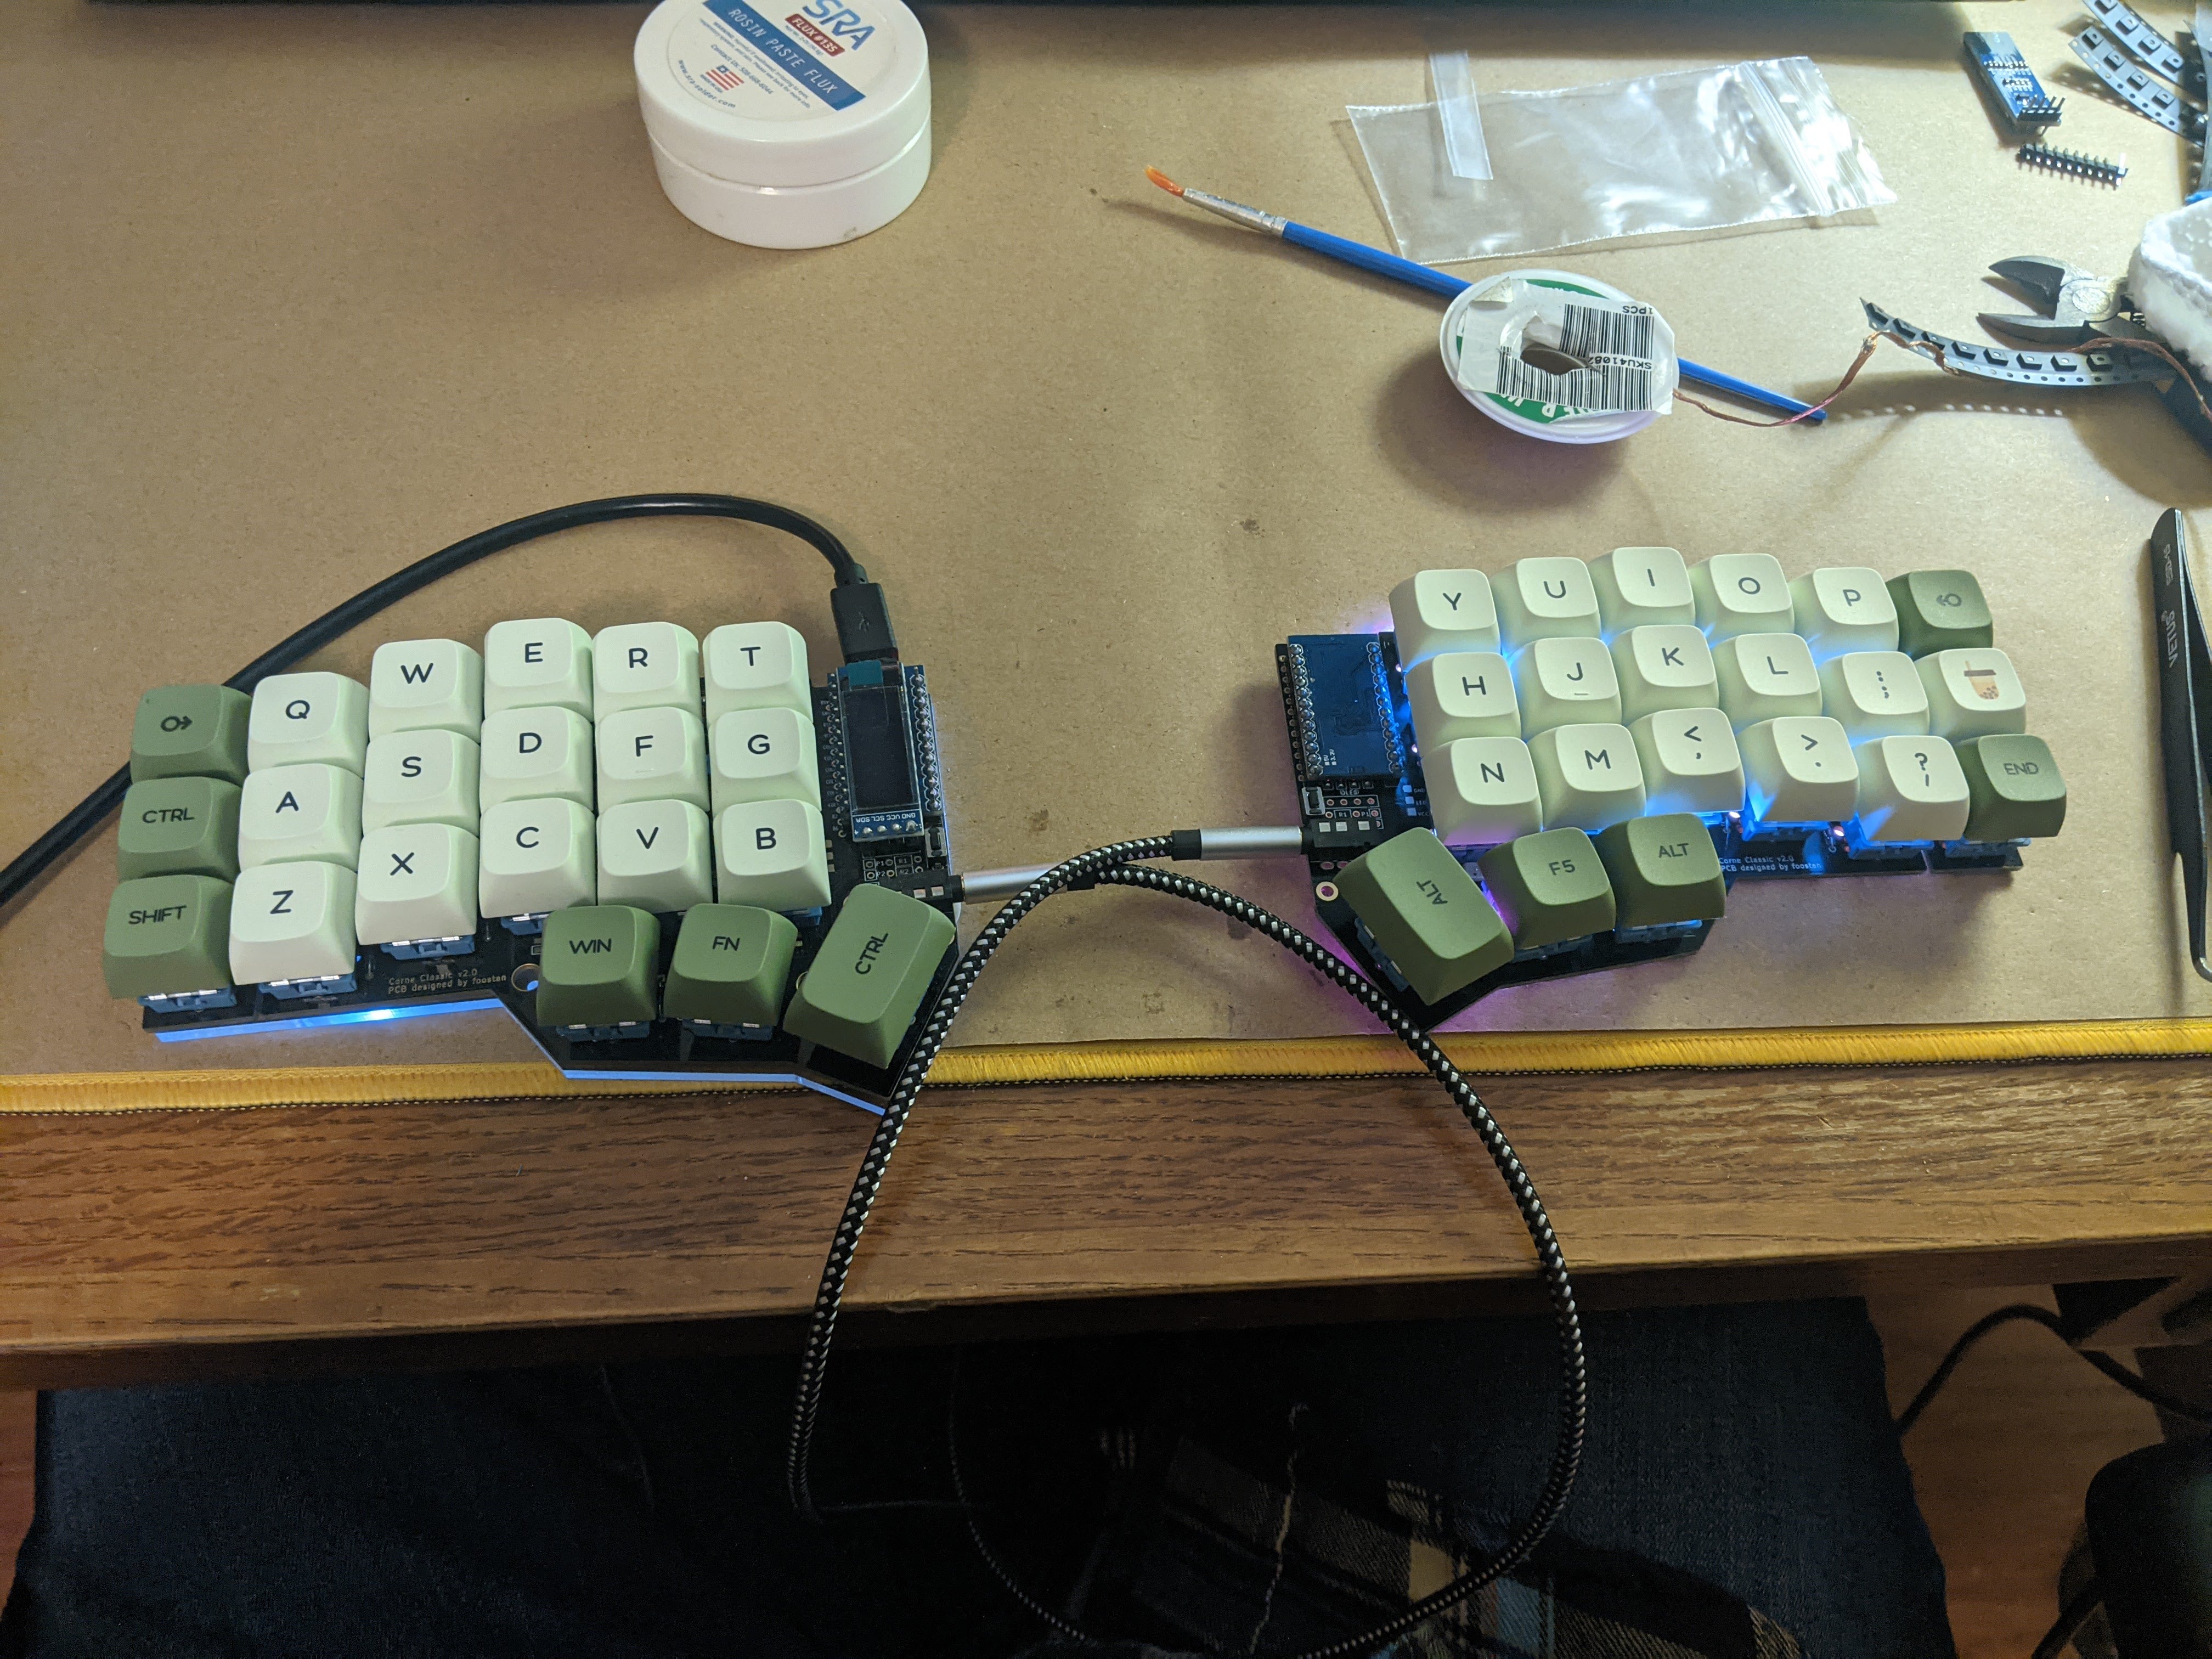 SRA
FLUX #135
ROSIN PASTE FLUX
www.sra-solder.com
1PCS
VETUS
Q
W
E
R
T
CTRL
A
S
D
F
G
SHIFT
Z
X
C
V
B
WIN
FN
CTRL
GND VCC SCL SDA
Corne Classic v2.0
PCB designed by foostan
Y
U
I
O
P
H
J
K
L
: ;
N
M
< ,
> .
? /
END
ALT
F5
ALT
Corne Classic v2.0
PCB designed by foostan